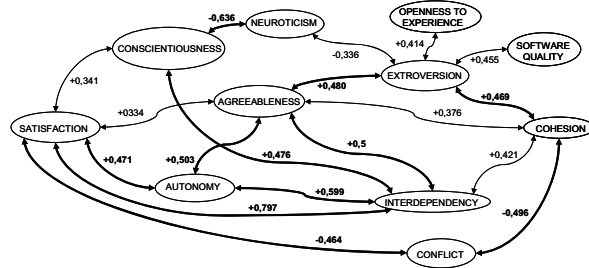 OPENNESS TO
EXPERIENCE
-0,636
NEUROTICISM
CONSCIENTIOUSNESS
+0,414
SOFTWARE
QUALITY
-0,336
+0,455
EXTROVERSION
+0,341
+0,480
+0,469
AGREEABLENESS
+0334
+0,376
SATISFACTION
COHESION
+0,5
+0,471
+0,503
+0,476
+0,421
AUTONOMY
+0,599
INTERDEPENDENCY
+0,797
-0,496
-0,464
CONFLICT